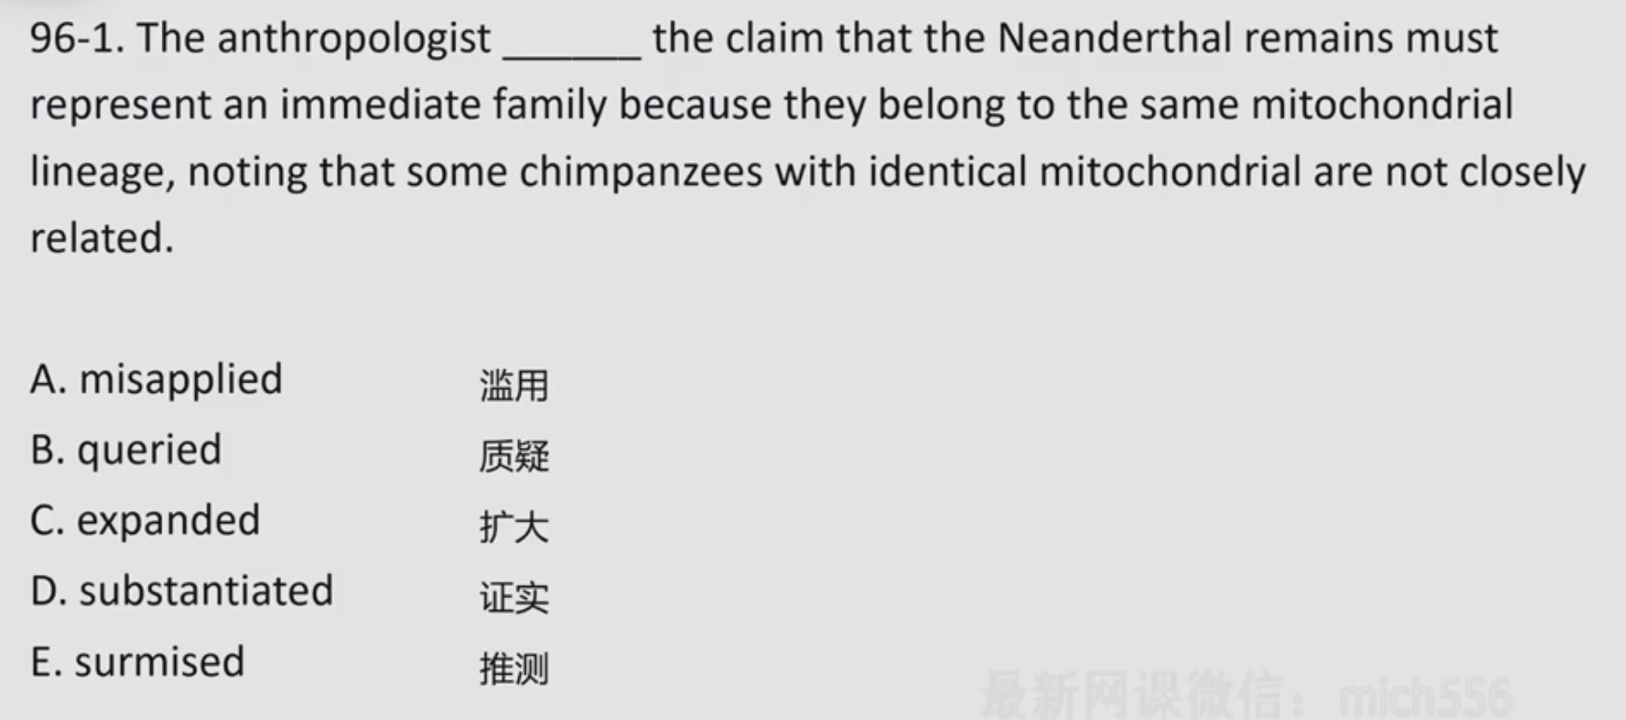 96-1. The anthropologist ______ the claim that the Neanderthal remains must
represent an immediate family because they belong to the same mitochondrial
lineage, noting that some chimpanzees with identical mitochondrial are not closely
related.
A. misapplied 滥用
B. queried 质疑
C. expanded 扩大
D. substantiated 证实
E. surmised 推测
最新网课微信：mich556